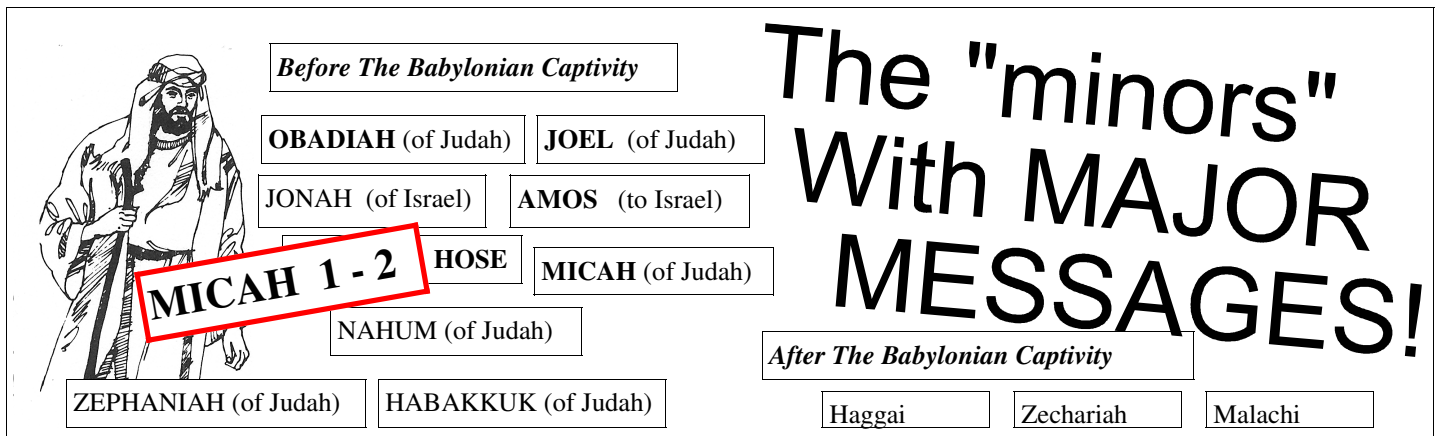 Before The Babylonian Captivity
The "minors"
With MAJOR
MESSAGES!
OBADIAH (of Judah)
JOEL (of Judah)
JONAH (of Israel)
AMOS (to Israel)
HOSE
MICAH (of Judah)
MICAH 1 - 2
NAHUM (of Judah)
ZEPHANIAH (of Judah)
HABAKKUK (of Judah)
After The Babylonian Captivity
Haggai
Zechariah
Malachi